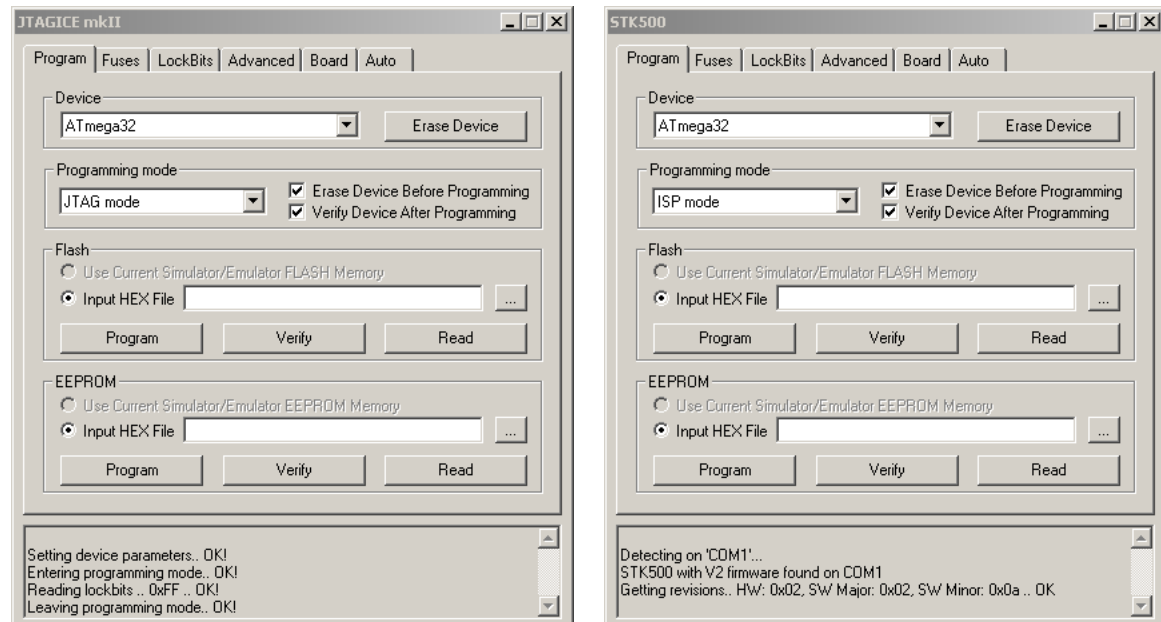 JTAGICE mkII
Program Fuses LockBits Advanced Board Auto
Device
ATmega32 Erase Device
Programming mode
JTAG mode Erase Device Before Programming
Verify Device After Programming
Flash
Use Current Simulator/Emulator FLASH Memory
Input HEX File ...
Program Verify Read
EEPROM
Use Current Simulator/Emulator EEPROM Memory
Input HEX File ...
Program Verify Read
Setting device parameters.. OK!
Entering programming mode.. OK!
Reading lockbits .. 0xFF .. OK!
Leaving programming mode.. OK!
STK500
Program Fuses LockBits Advanced Board Auto
Device
ATmega32 Erase Device
Programming mode
ISP mode Erase Device Before Programming
Verify Device After Programming
Flash
Use Current Simulator/Emulator FLASH Memory
Input HEX File ...
Program Verify Read
EEPROM
Use Current Simulator/Emulator EEPROM Memory
Input HEX File ...
Program Verify Read
Detecting on 'COM1'...
STK500 with V2 firmware found on COM1
Getting revisions.. HW: 0x02, SW Major: 0x02, SW Minor: 0x0a .. OK